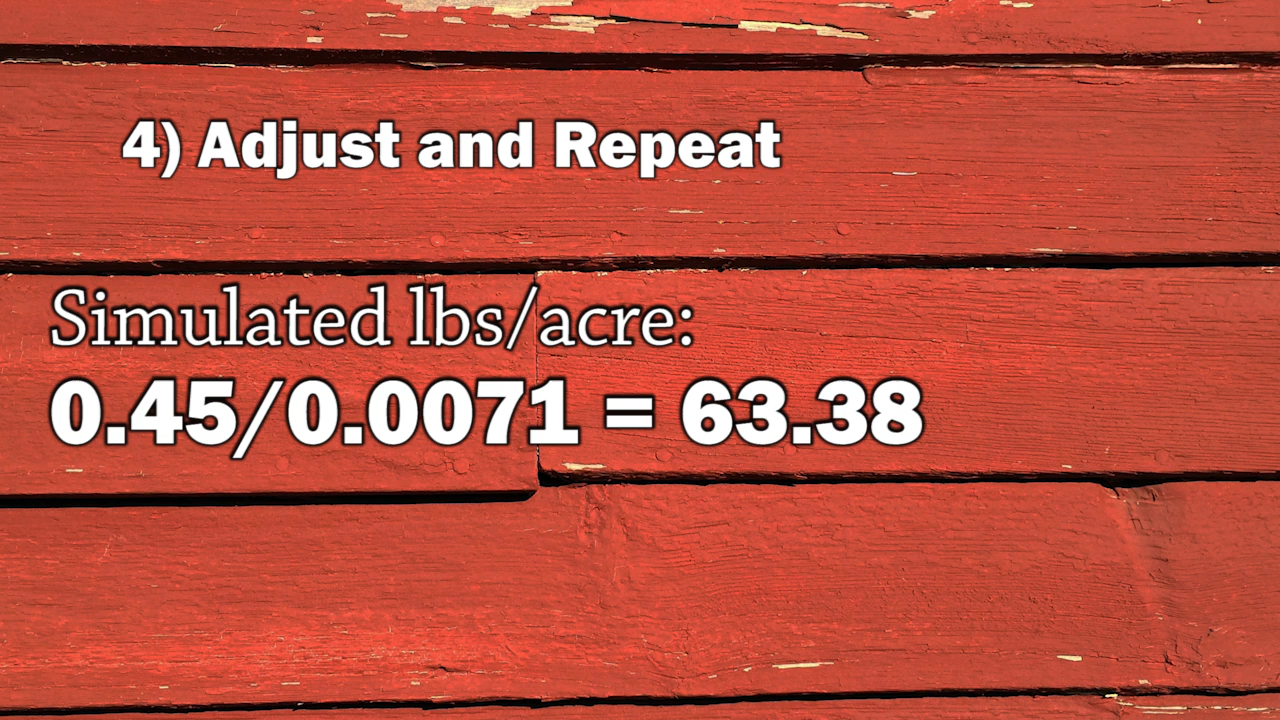 4) Adjust and Repeat
Simulated lbs/acre:
0.45/0.0071 = 63.38